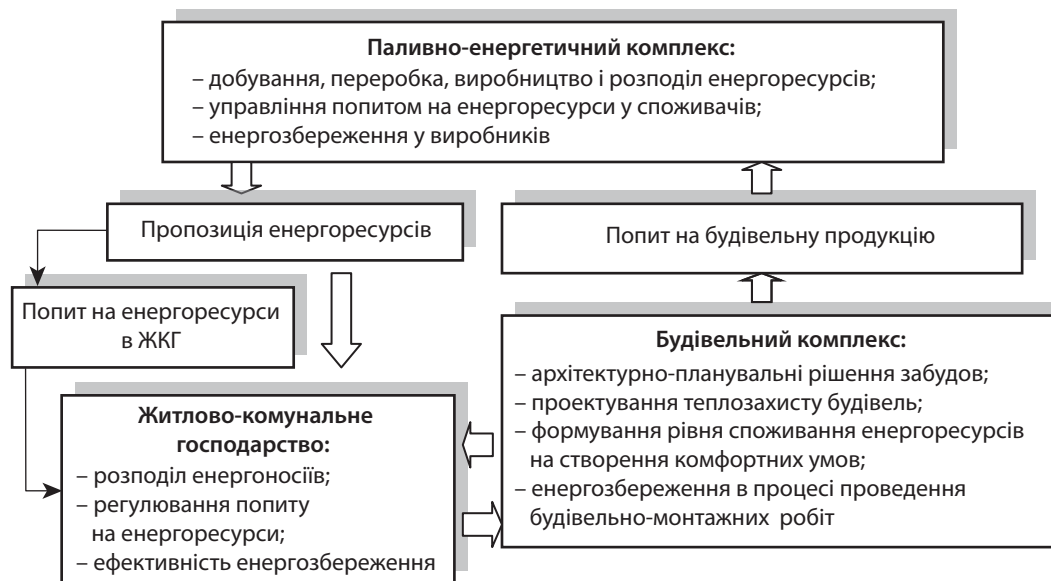 Паливно-енергетичний комплекс:
– добування, переробка, виробництво і розподіл енергоресурсів;
– управління попитом на енергоресурси у споживачів;
– енергозбереження у виробників
Пропозиція енергоресурсів
Попит на будівельну продукцію
Попит на енергоресурси
в ЖКГ
Житлово-комунальне
господарство:
– розподіл енергоносіїв;
– регулювання попиту
на енергоресурси;
– ефективність енергозбереження
Будівельний комплекс:
– архітектурно-планувальні рішення забудов;
– проектування теплозахисту будівель;
– формування рівня споживання енергоресурсів
на створення комфортних умов;
– енергозбереження в процесі проведення
будівельно-монтажних робіт